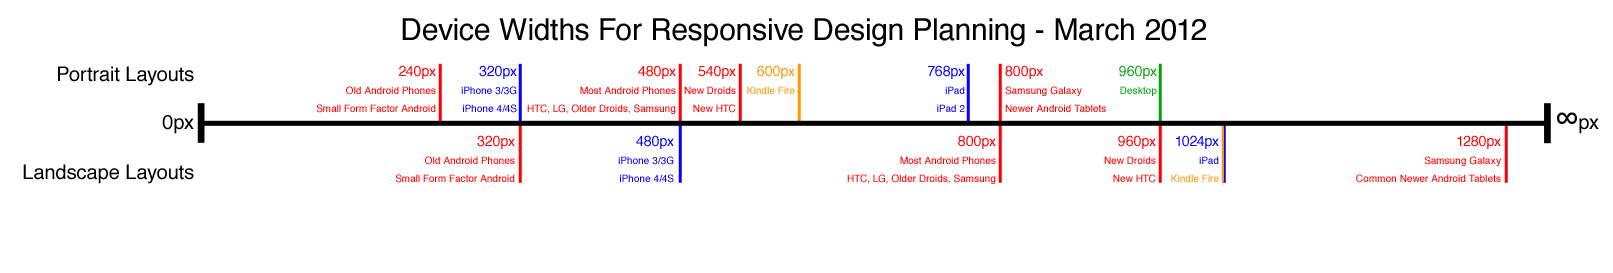 Device Widths For Responsive Design Planning - March 2012
Portrait Layouts
240px
Old Android Phones
Small Form Factor Android
320px
iPhone 3/3G
iPhone 4/4S
480px
Most Android Phones
HTC, LG, Older Droids, Samsung
540px
New Droids
New HTC
600px
Kindle Fire
768px
iPad
iPad 2
800px
Samsung Galaxy
Newer Android Tablets
960px
Desktop
0px
∞px
Landscape Layouts
320px
Old Android Phones
Small Form Factor Android
480px
iPhone 3/3G
iPhone 4/4S
800px
Most Android Phones
HTC, LG, Older Droids, Samsung
960px
New Droids
New HTC
1024px
iPad
Kindle Fire
1280px
Samsung Galaxy
Common Newer Android Tablets